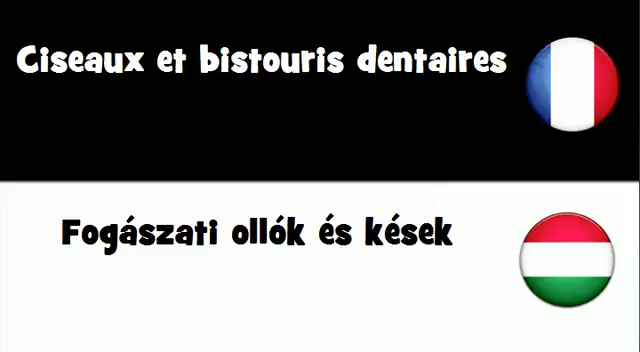 Ciseaux et bistouris dentaires
Fogászati ollók és kések